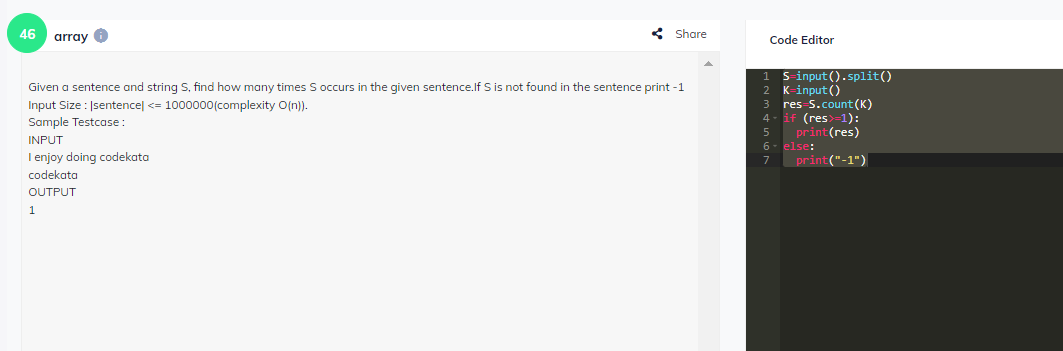 46 array i Share
Given a sentence and string S, find how many times S occurs in the given sentence.If S is not found in the sentence print -1
Input Size : |sentence| <= 1000000(complexity O(n)).
Sample Testcase :
INPUT
I enjoy doing codekata
codekata
OUTPUT
1
Code Editor
1 S=input().split()
2 K=input()
3 res=S.count(K)
4 if (res>=1):
5 print(res)
6 else:
7 print("-1")